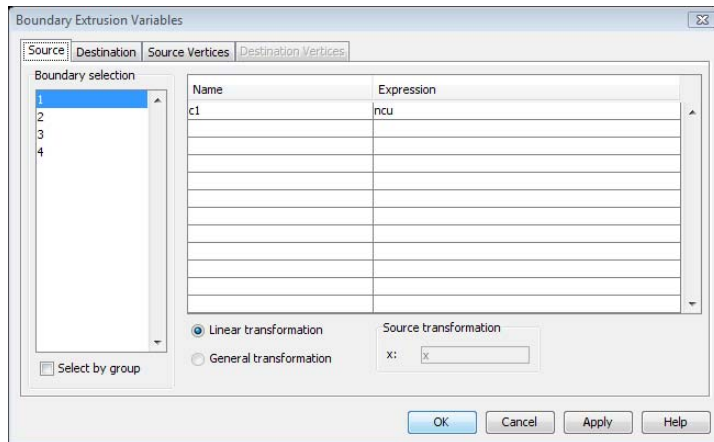 Boundary Extrusion Variables
Source Destination Source Vertices Destination Vertices
Boundary selection
1
2
3
4
Select by group
Name Expression
c1 ncu
Linear transformation
General transformation
Source transformation
x: x
OK Cancel Apply Help